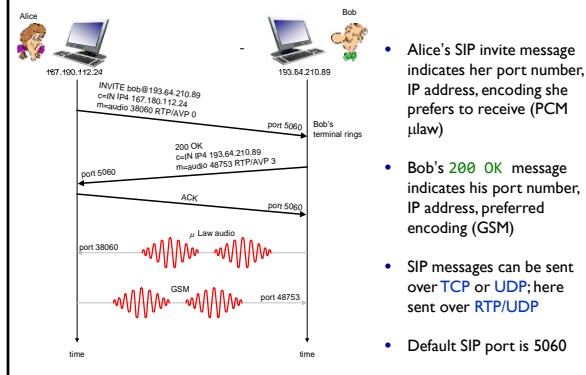 Alice
Bob
167.180.112.24
193.64.210.89
INVITE bob@193.64.210.89
c=IN IP4 167.180.112.24
m=audio 38060 RTP/AVP 0
port 5060
Bob's
terminal rings
200 OK
c=IN IP4 193.64.210.89
m=audio 48753 RTP/AVP 3
port 5060
ACK
port 5060
μ Law audio
port 38060
GSM
port 48753
time
time
-
• Alice's SIP invite message
indicates her port number,
IP address, encoding she
prefers to receive (PCM
μlaw)
• Bob's 200 OK message
indicates his port number,
IP address, preferred
encoding (GSM)
• SIP messages can be sent
over TCP or UDP; here
sent over RTP/UDP
• Default SIP port is 5060